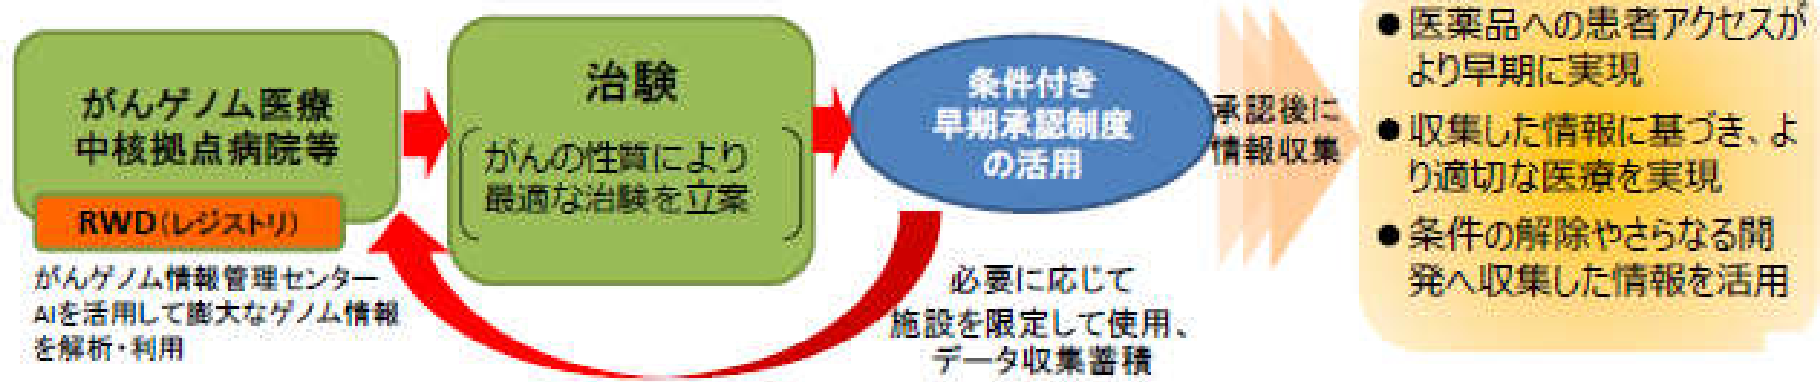 がんゲノム医療
中核拠点病院等
RWD(レジストリ)
がんゲノム情報管理センター
AIを活用して膨大なゲノム情報
を解析・利用
治験
がんの性質により
最適な治験を立案
条件付き
早期承認制度
の活用
必要に応じて
施設を限定して使用、
データ収集蓄積
承認後に
情報収集
●医薬品への患者アクセスが
より早期に実現
●収集した情報に基づき、よ
り適切な医療を実現
●条件の解除やさらなる開
発へ収集した情報を活用